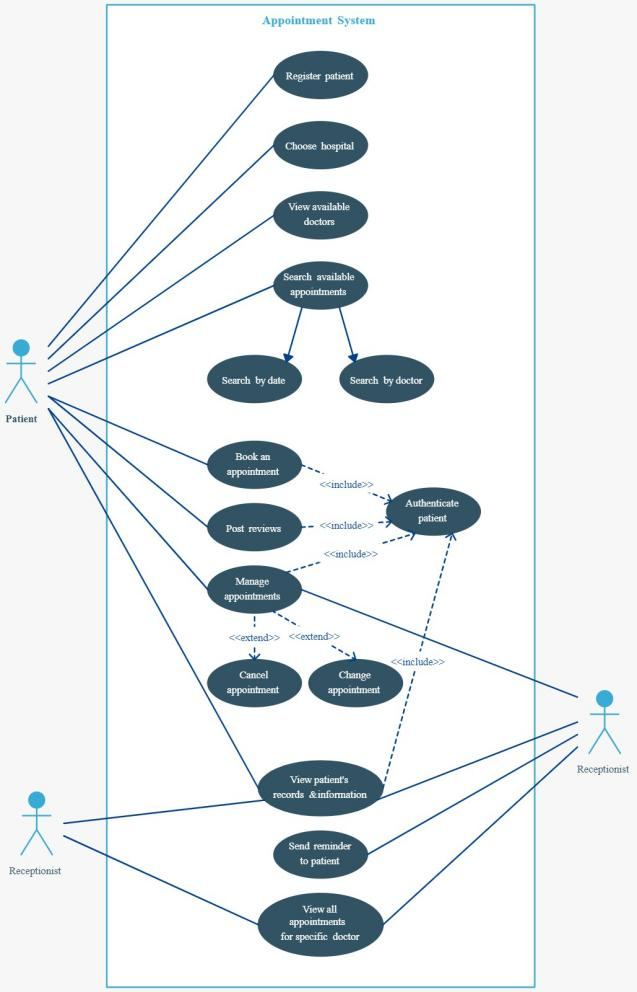 Appointment System
Register patient
Choose hospital
View available
doctors
Search available
appointments
Search by date
Search by doctor
Patient
Book an
appointment
<<include>>
Authenticate
patient
Post reviews
<<include>>
<<include>>
Manage
appointments
<<extend>>
<<extend>>
<<include>>
Cancel
appointment
Change
appointment
Receptionist
View patient's
records &information
Send reminder
to patient
Receptionist
View all
appointments
for specific doctor